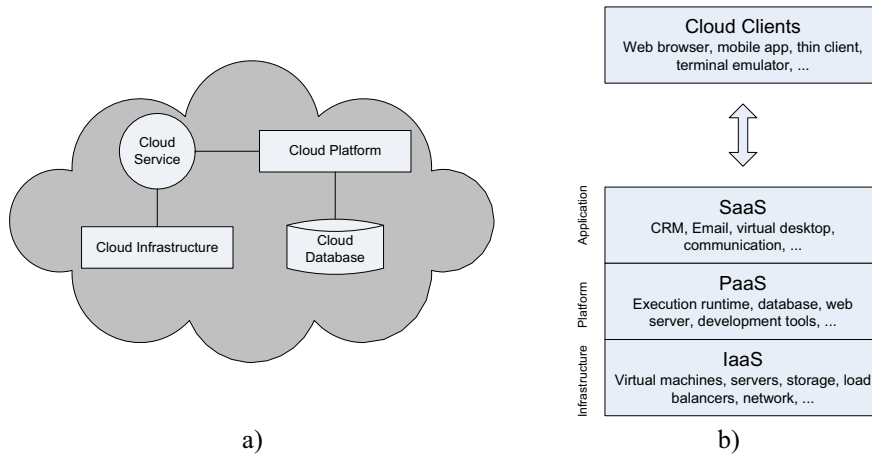 Cloud
Service
Cloud Platform
Cloud Infrastructure
Cloud
Database
a)
Cloud Clients
Web browser, mobile app, thin client,
terminal emulator, ...
Application
SaaS
CRM, Email, virtual desktop,
communication, ...
Platform
PaaS
Execution runtime, database, web
server, development tools, ...
Infrastructure
IaaS
Virtual machines, servers, storage, load
balancers, network, ...
b)